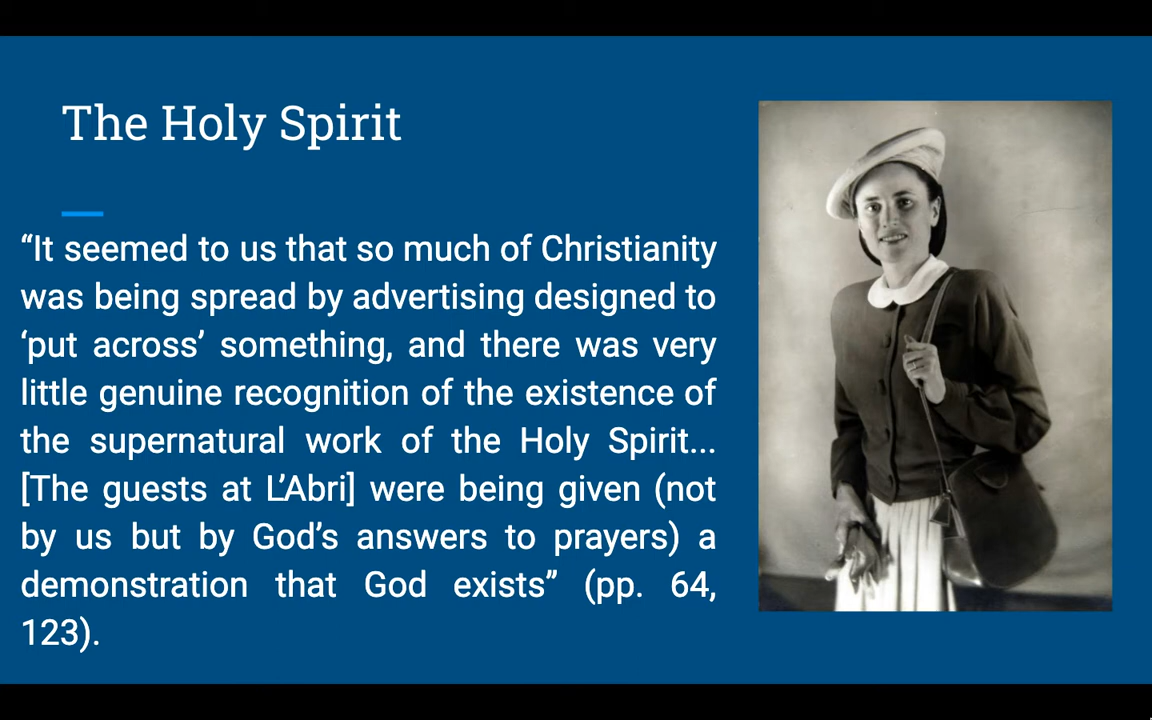 The Holy Spirit
“It seemed to us that so much of Christianity
was being spread by advertising designed to
‘put across’ something, and there was very
little genuine recognition of the existence of
the supernatural work of the Holy Spirit...
[The guests at L’Abri] were being given (not
by us but by God’s answers to prayers) a
demonstration that God exists” (pp. 64,
123).